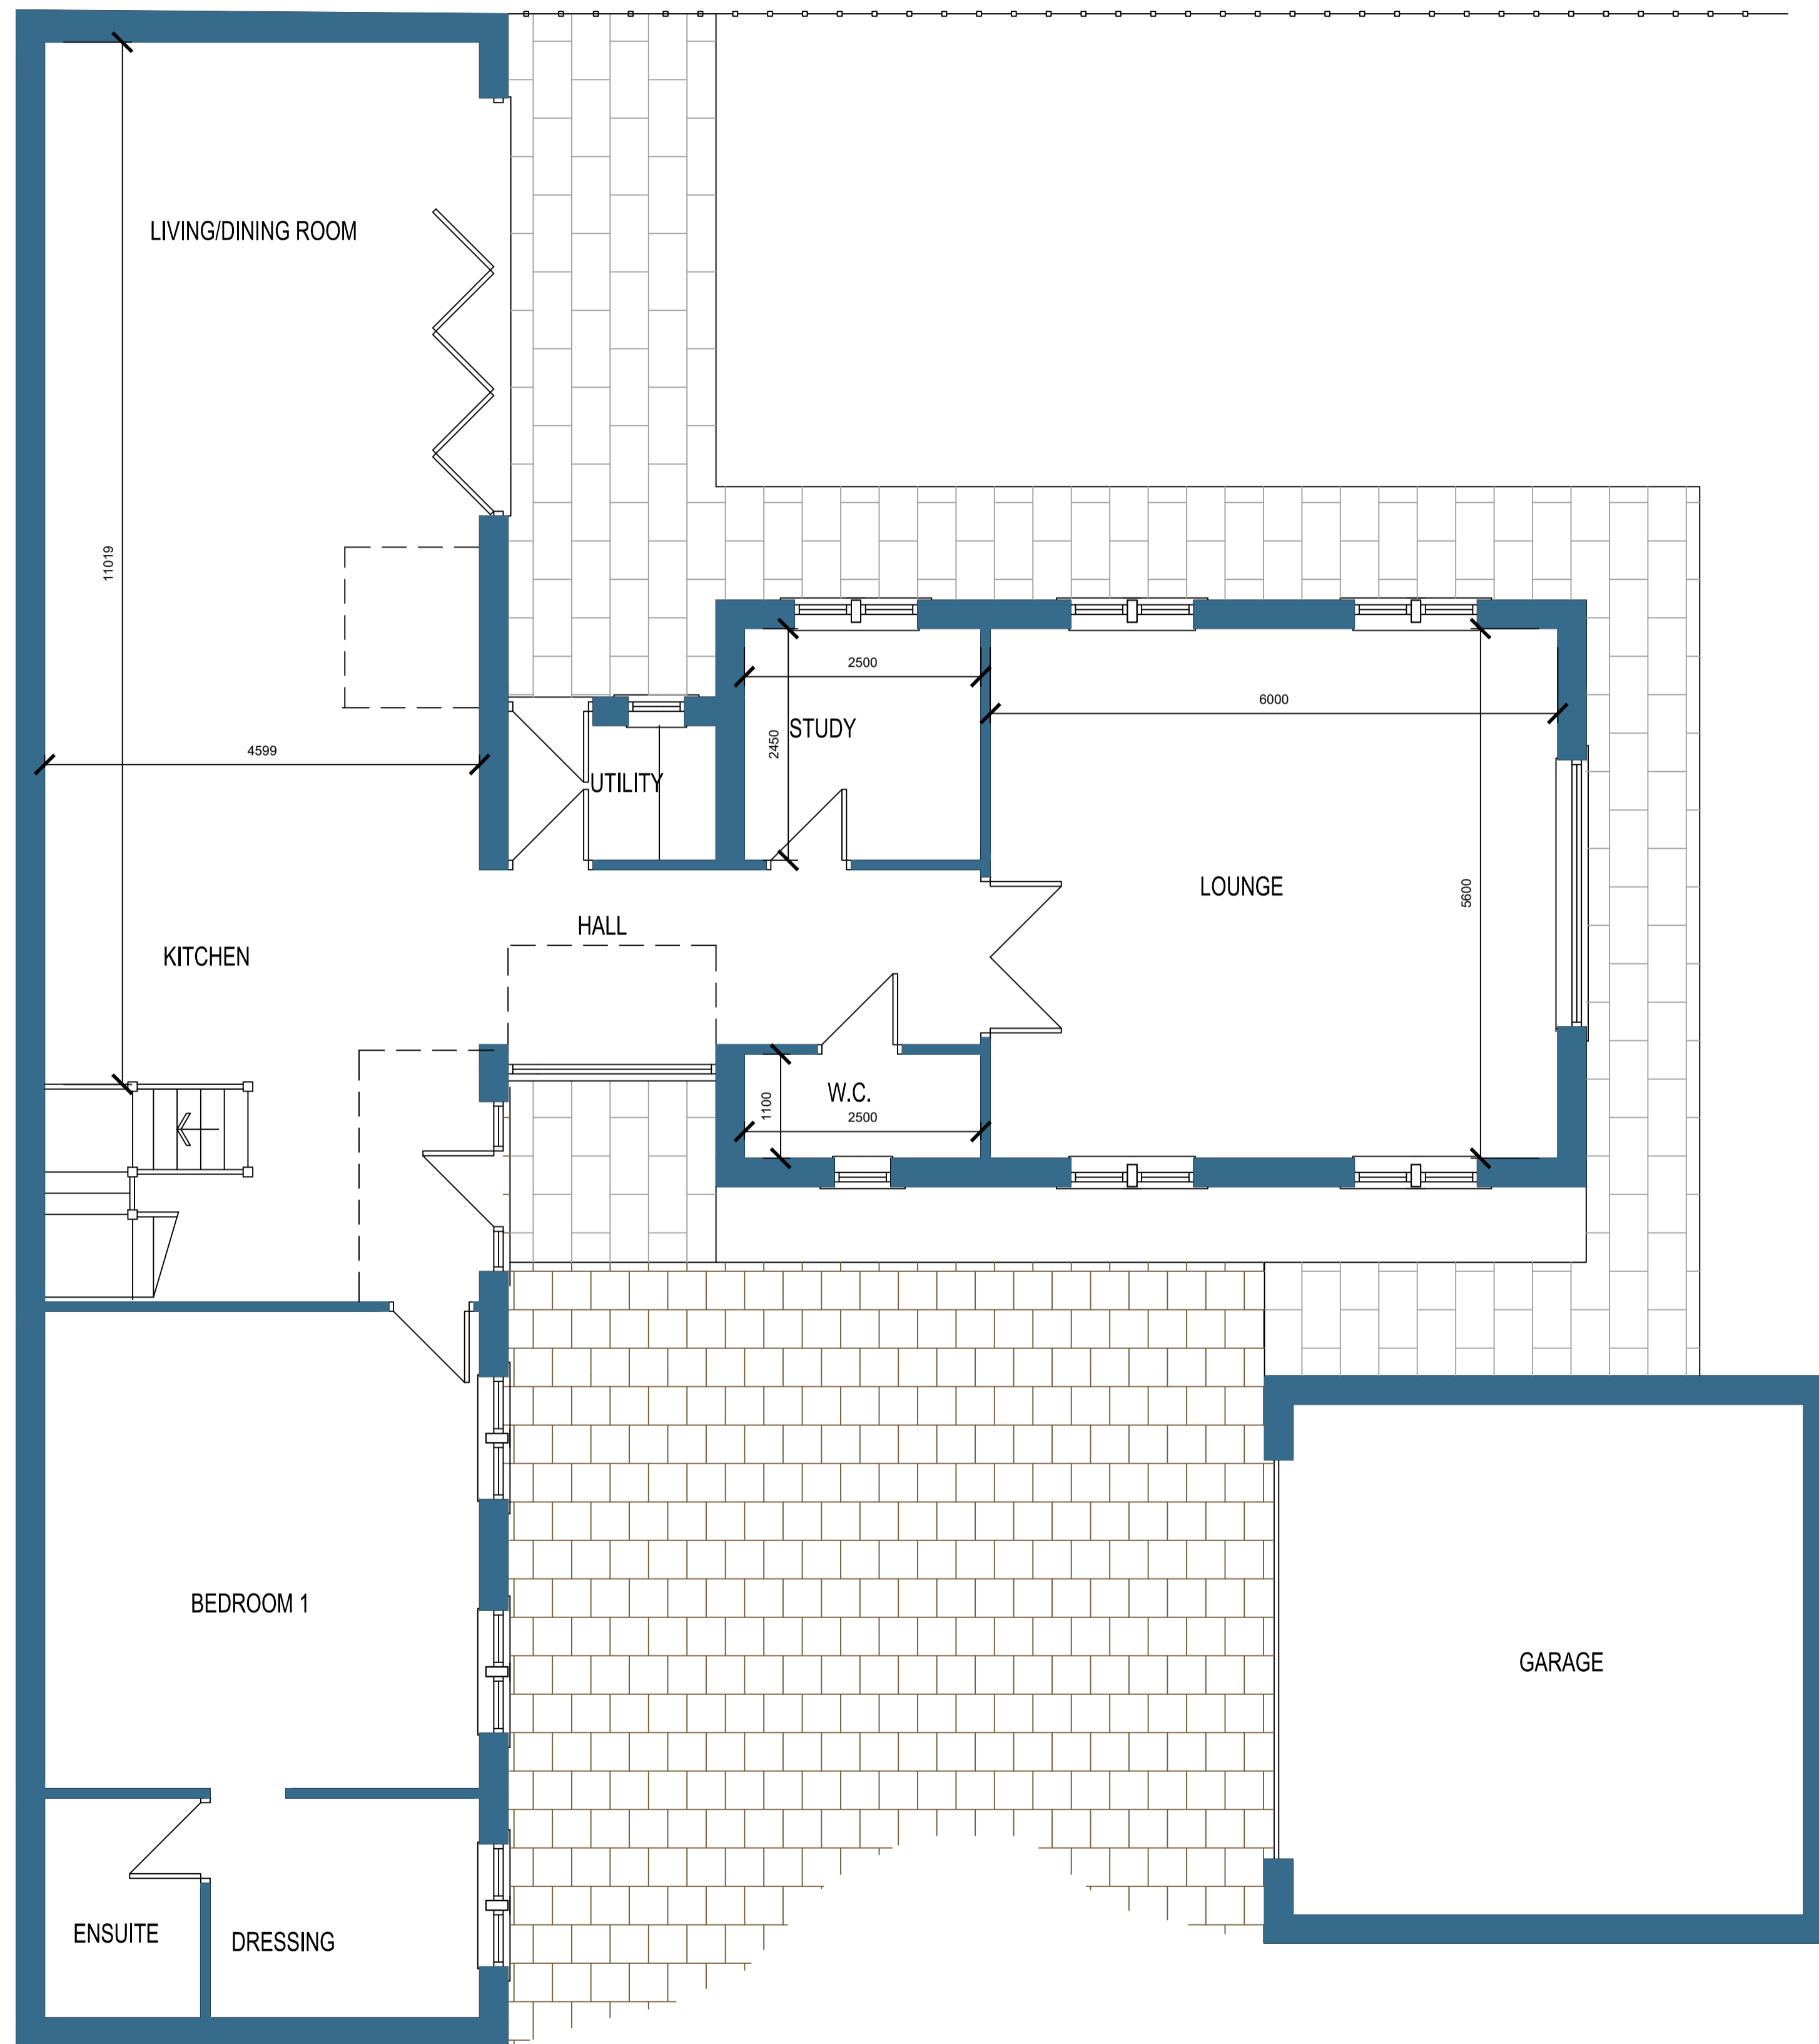 LIVING/DINING ROOM
11019
4599
2500
2450
STUDY
6000
UTILITY
LOUNGE
5600
HALL
KITCHEN
W.C.
1100
2500
BEDROOM 1
GARAGE
ENSUITE
DRESSING